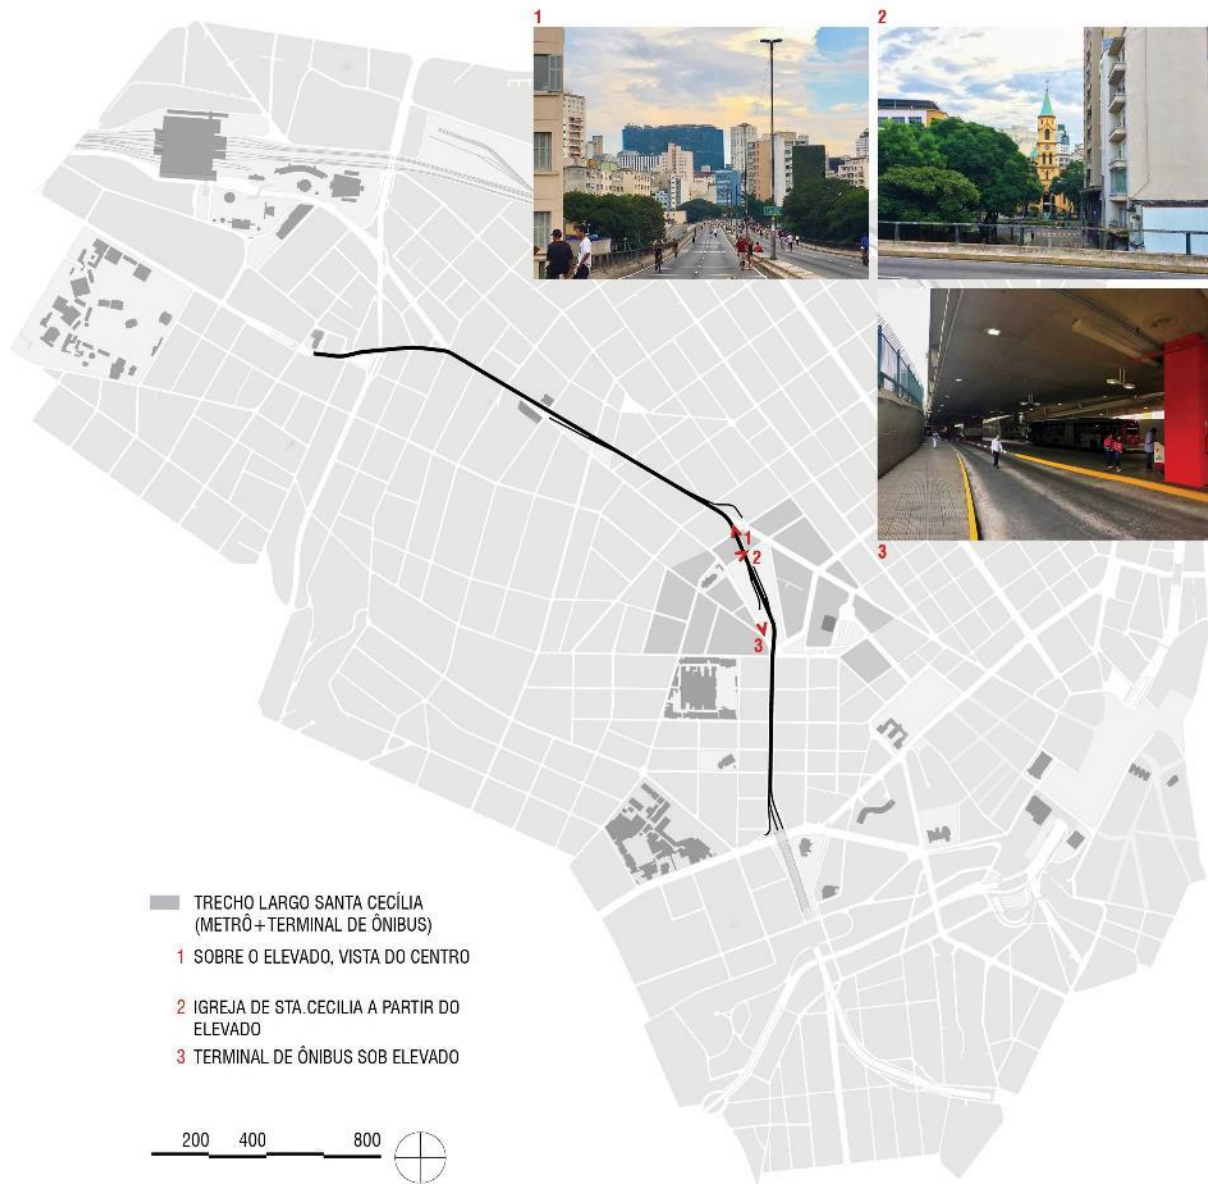 1
2
3
1
2
3
TRECHO LARGO SANTA CECÍLIA
(METRÔ+TERMINAL DE ÔNIBUS)
1 SOBRE O ELEVADO, VISTA DO CENTRO
2 IGREJA DE STA.CECILIA A PARTIR DO
ELEVADO
3 TERMINAL DE ÔNIBUS SOB ELEVADO
200 400 800